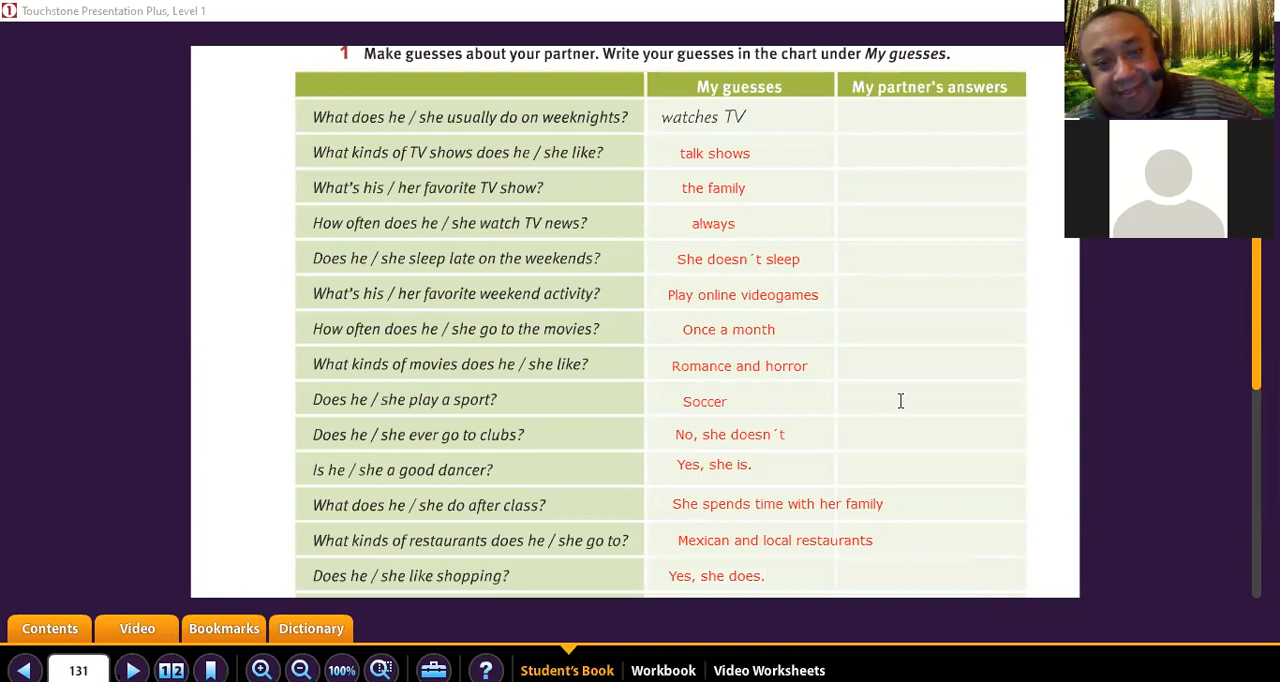 Touchstone Presentation Plus, Level 1
1 Make guesses about your partner. Write your guesses in the chart under My guesses.
My guesses My partner's answers
What does he / she usually do on weeknights? watches TV
What kinds of TV shows does he / she like? talk shows
What's his / her favorite TV show? the family
How often does he / she watch TV news? always
Does he / she sleep late on the weekends? She doesn´t sleep
What's his / her favorite weekend activity? Play online videogames
How often does he / she go to the movies? Once a month
What kinds of movies does he / she like? Romance and horror
Does he / she play a sport? Soccer
Does he / she ever go to clubs? No, she doesn´t
Is he / she a good dancer? Yes, she is.
What does he / she do after class? She spends time with her family
What kinds of restaurants does he / she go to? Mexican and local restaurants
Does he / she like shopping? Yes, she does.
Contents Video Bookmarks Dictionary
131 1 2 100% ? Student's Book Workbook Video Worksheets